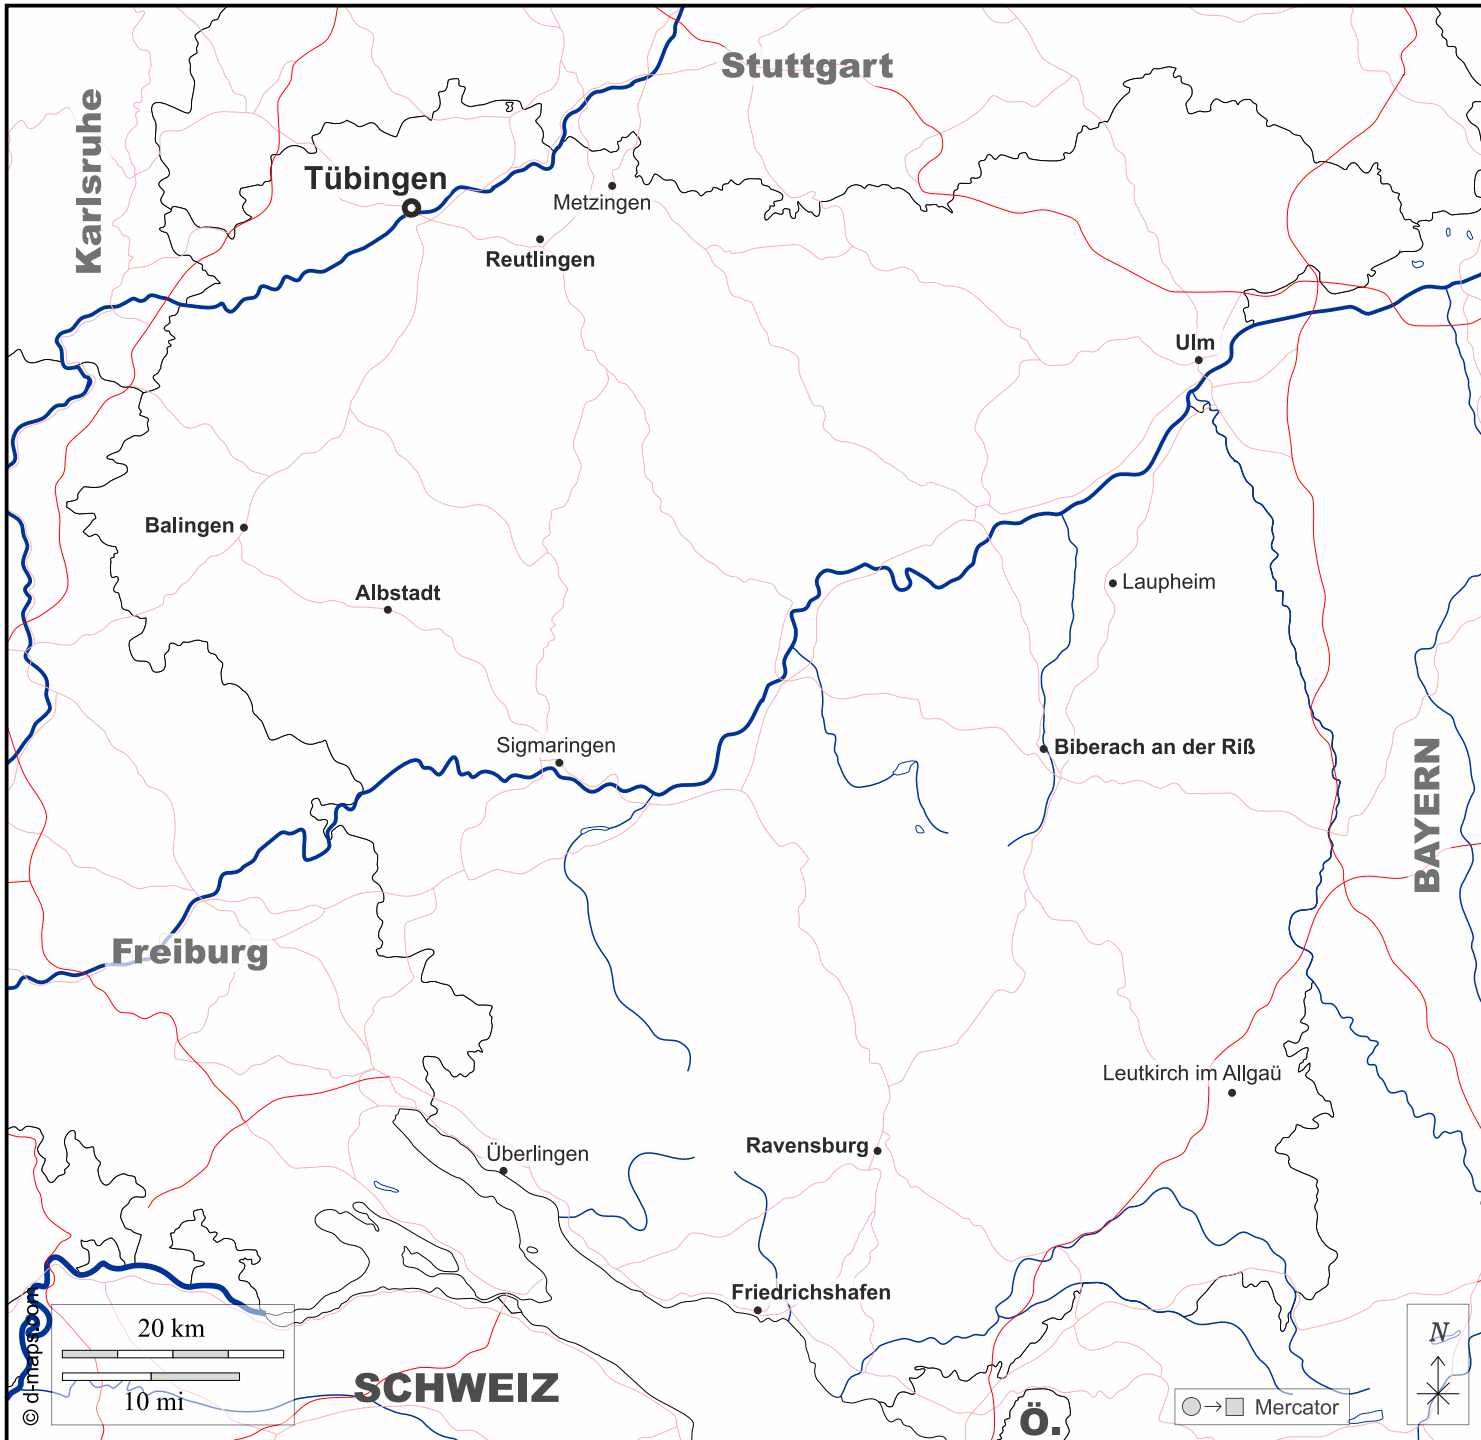 Stuttgart
Karlsruhe
Tübingen
Metzingen
Reutlingen
Ulm
Balingen
Albstadt
Laupheim
Sigmaringen
Biberach an der Riß
BAYERN
Freiburg
Leutkirch im Allgaü
Ravensburg
Überlingen
Friedrichshafen
20 km
10 mi
© d-maps.com
SCHWEIZ
Ö.
Mercator
N